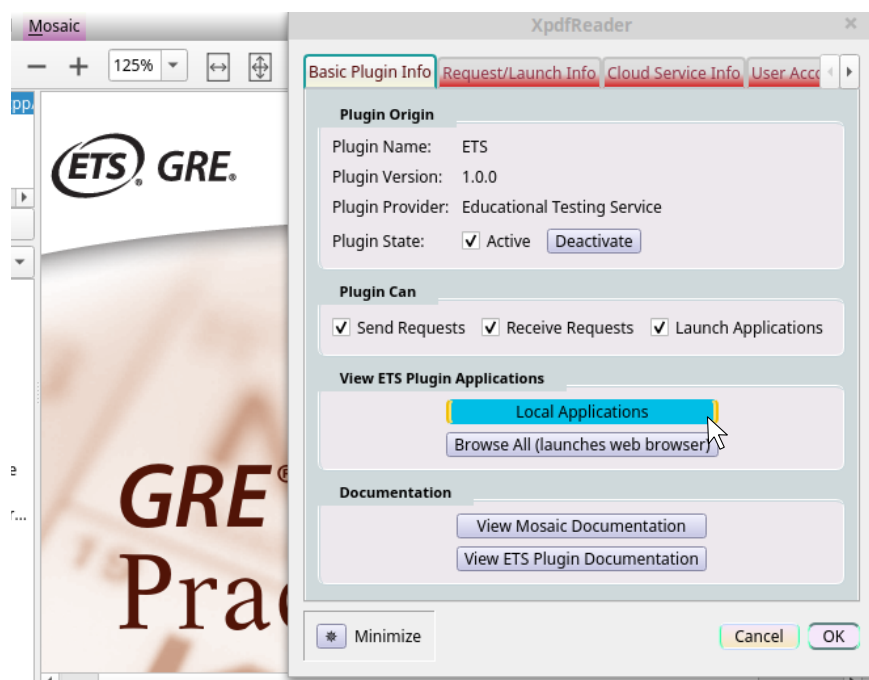 Mosaic
XpdfReader
125%
Basic Plugin Info
Request/Launch Info
Cloud Service Info
User Acc
pp
ETS
GRE
Plugin Origin
Plugin Name: ETS
Plugin Version: 1.0.0
Plugin Provider: Educational Testing Service
Plugin State: Active Deactivate
Plugin Can
Send Requests Receive Requests Launch Applications
View ETS Plugin Applications
Local Applications
Browse All (launches web browser)
Documentation
View Mosaic Documentation
View ETS Plugin Documentation
e
r...
GRE®
Prac
Minimize
Cancel OK